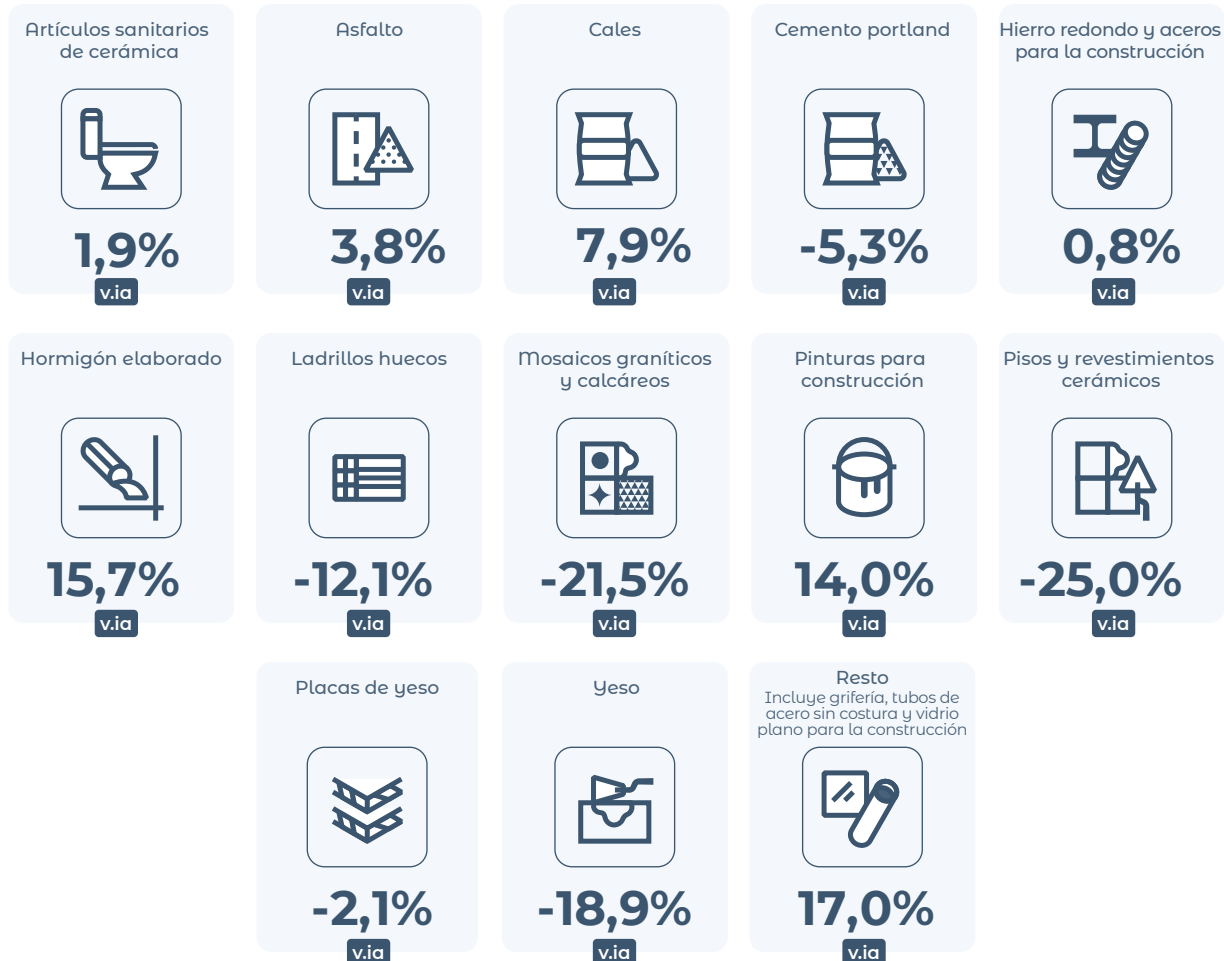 Artículos sanitarios
de cerámica
1,9%
v.ia
Asfalto
3,8%
v.ia
Cales
7,9%
v.ia
Cemento portland
-5,3%
v.ia
Hierro redondo y aceros
para la construcción
0,8%
v.ia
Hormigón elaborado
15,7%
v.ia
Ladrillos huecos
-12,1%
v.ia
Mosaicos graníticos
y calcáreos
-21,5%
v.ia
Pinturas para
construcción
14,0%
v.ia
Pisos y revestimientos
cerámicos
-25,0%
v.ia
Placas de yeso
-2,1%
v.ia
Yeso
-18,9%
v.ia
Resto
Incluye grifería, tubos de
acero sin costura y vidrio
plano para la construcción
17,0%
v.ia